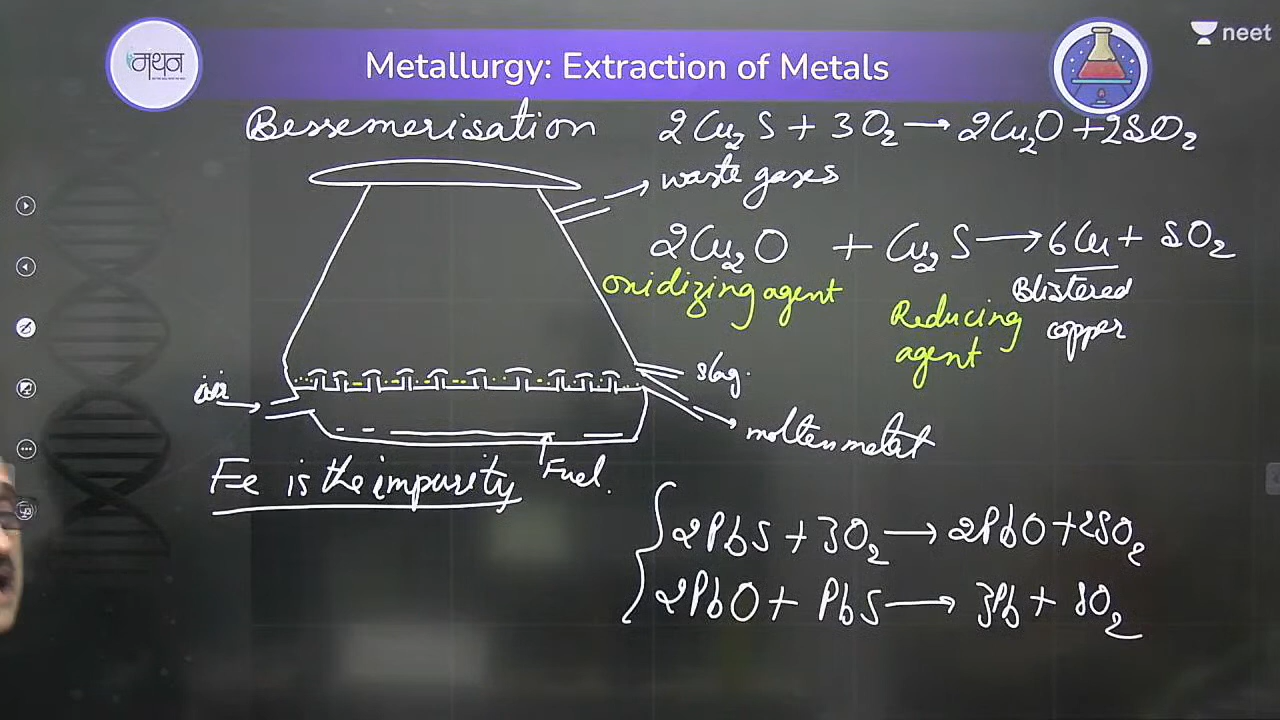 मंथन
neet
Metallurgy: Extraction of Metals
Bessemerisation
2Cu₂S + 3O₂ → 2Cu₂O + 2SO₂
waste gases
2Cu₂O + Cu₂S → 6Cu + SO₂
Oxidizing agent
Reducing agent
Blistered copper
slag.
air
molten metal
Fuel.
Fe is the impurity
2PbS + 3O₂ → 2PbO + 2SO₂
2PbO + PbS → 3Pb + SO₂